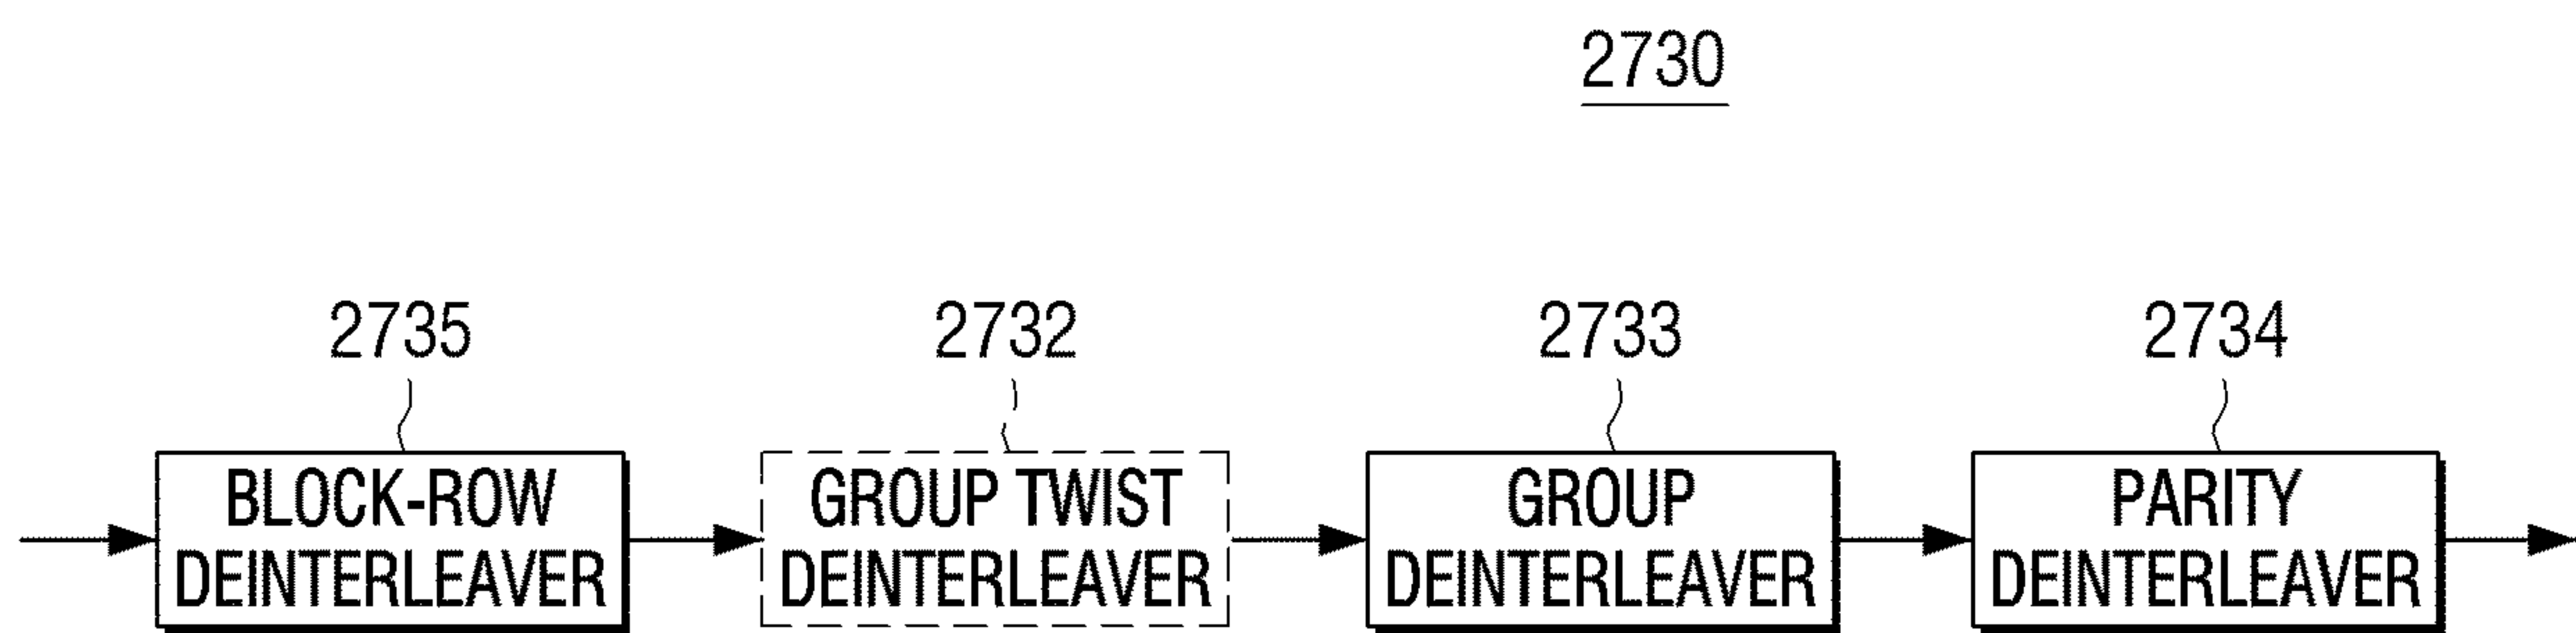 2730
2735
2732
2733
2734
BLOCK-ROW
DEINTERLEAVER
GROUP TWIST
DEINTERLEAVER
GROUP
DEINTERLEAVER
PARITY
DEINTERLEAVER